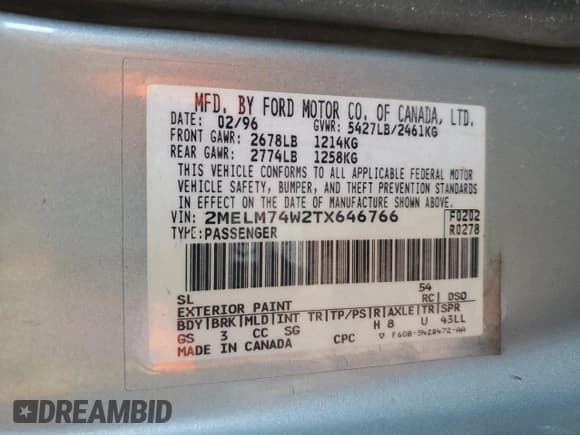 MFD. BY FORD MOTOR CO. OF CANADA, LTD.
DATE: 02/96 GVWR: 5427LB/2461KG
FRONT GAWR: 2678LB 1214KG
REAR GAWR: 2774LB 1258KG
THIS VEHICLE CONFORMS TO ALL APPLICABLE FEDERAL MOTOR
VEHICLE SAFETY, BUMPER, AND THEFT PREVENTION STANDARDS
IN EFFECT ON THE DATE OF MANUFACTURE SHOWN ABOVE.
VIN: 2MELM74W2TX646766 F0202
TYPE: PASSENGER R0278
SL 54
EXTERIOR PAINT RC DSO
BDY BRK MLD INT TR TP/PS R AXLE TR SPR
GS 3 CC SG H 8 U 43LL
MADE IN CANADA CPC ▽ F60B-5420472-AA
DREAMBID